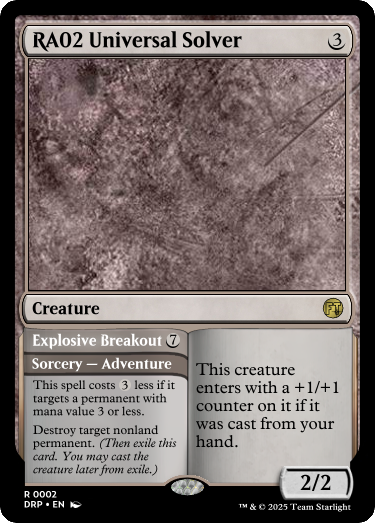 RA02 Universal Solver 3
Creature
FT
Explosive Breakout 7
Sorcery — Adventure
This spell costs 3 less if it
targets a permanent with
mana value 3 or less.
Destroy target nonland
permanent. (Then exile this
card. You may cast the
creature later from exile.)
This creature
enters with a +1/+1
counter on it if it
was cast from your
hand.
2/2
R 0002
DRP • EN
™ & © 2025 Team Starlight